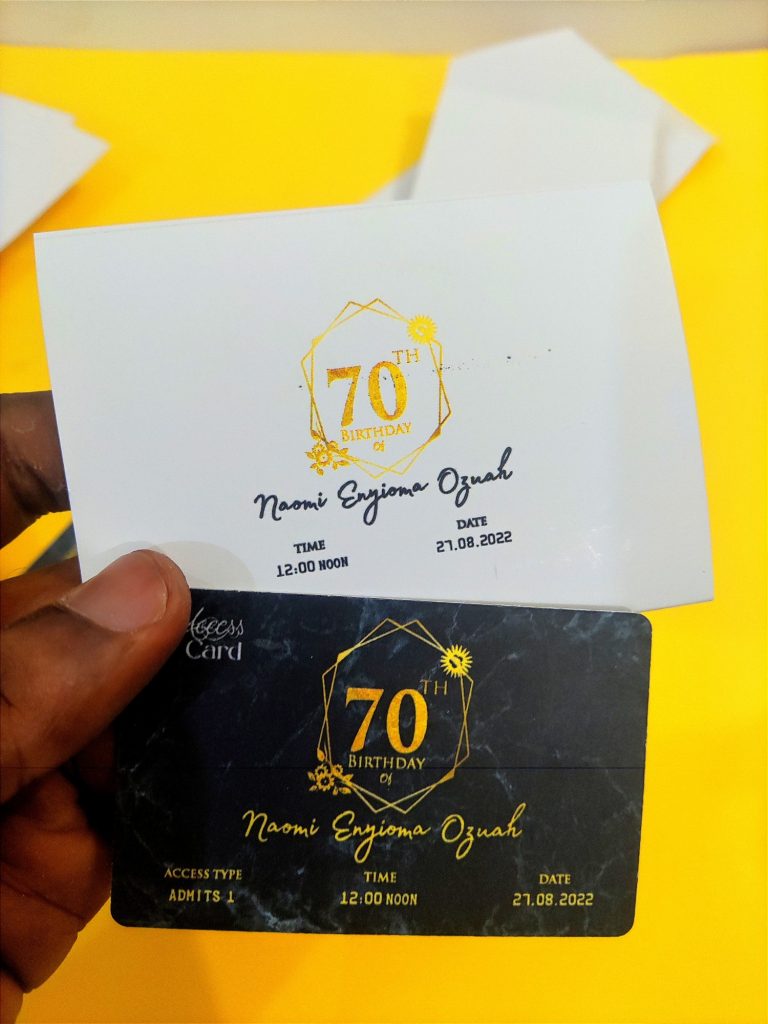 70TH
BIRTHDAY
Of
Naomi Enyioma Ozuah
TIME
12:00 NOON
DATE
27.08.2022
Access
Card
70TH
BIRTHDAY
Of
Naomi Enyioma Ozuah
ACCESS TYPE
ADMITS 1
TIME
12:00 NOON
DATE
27.08.2022